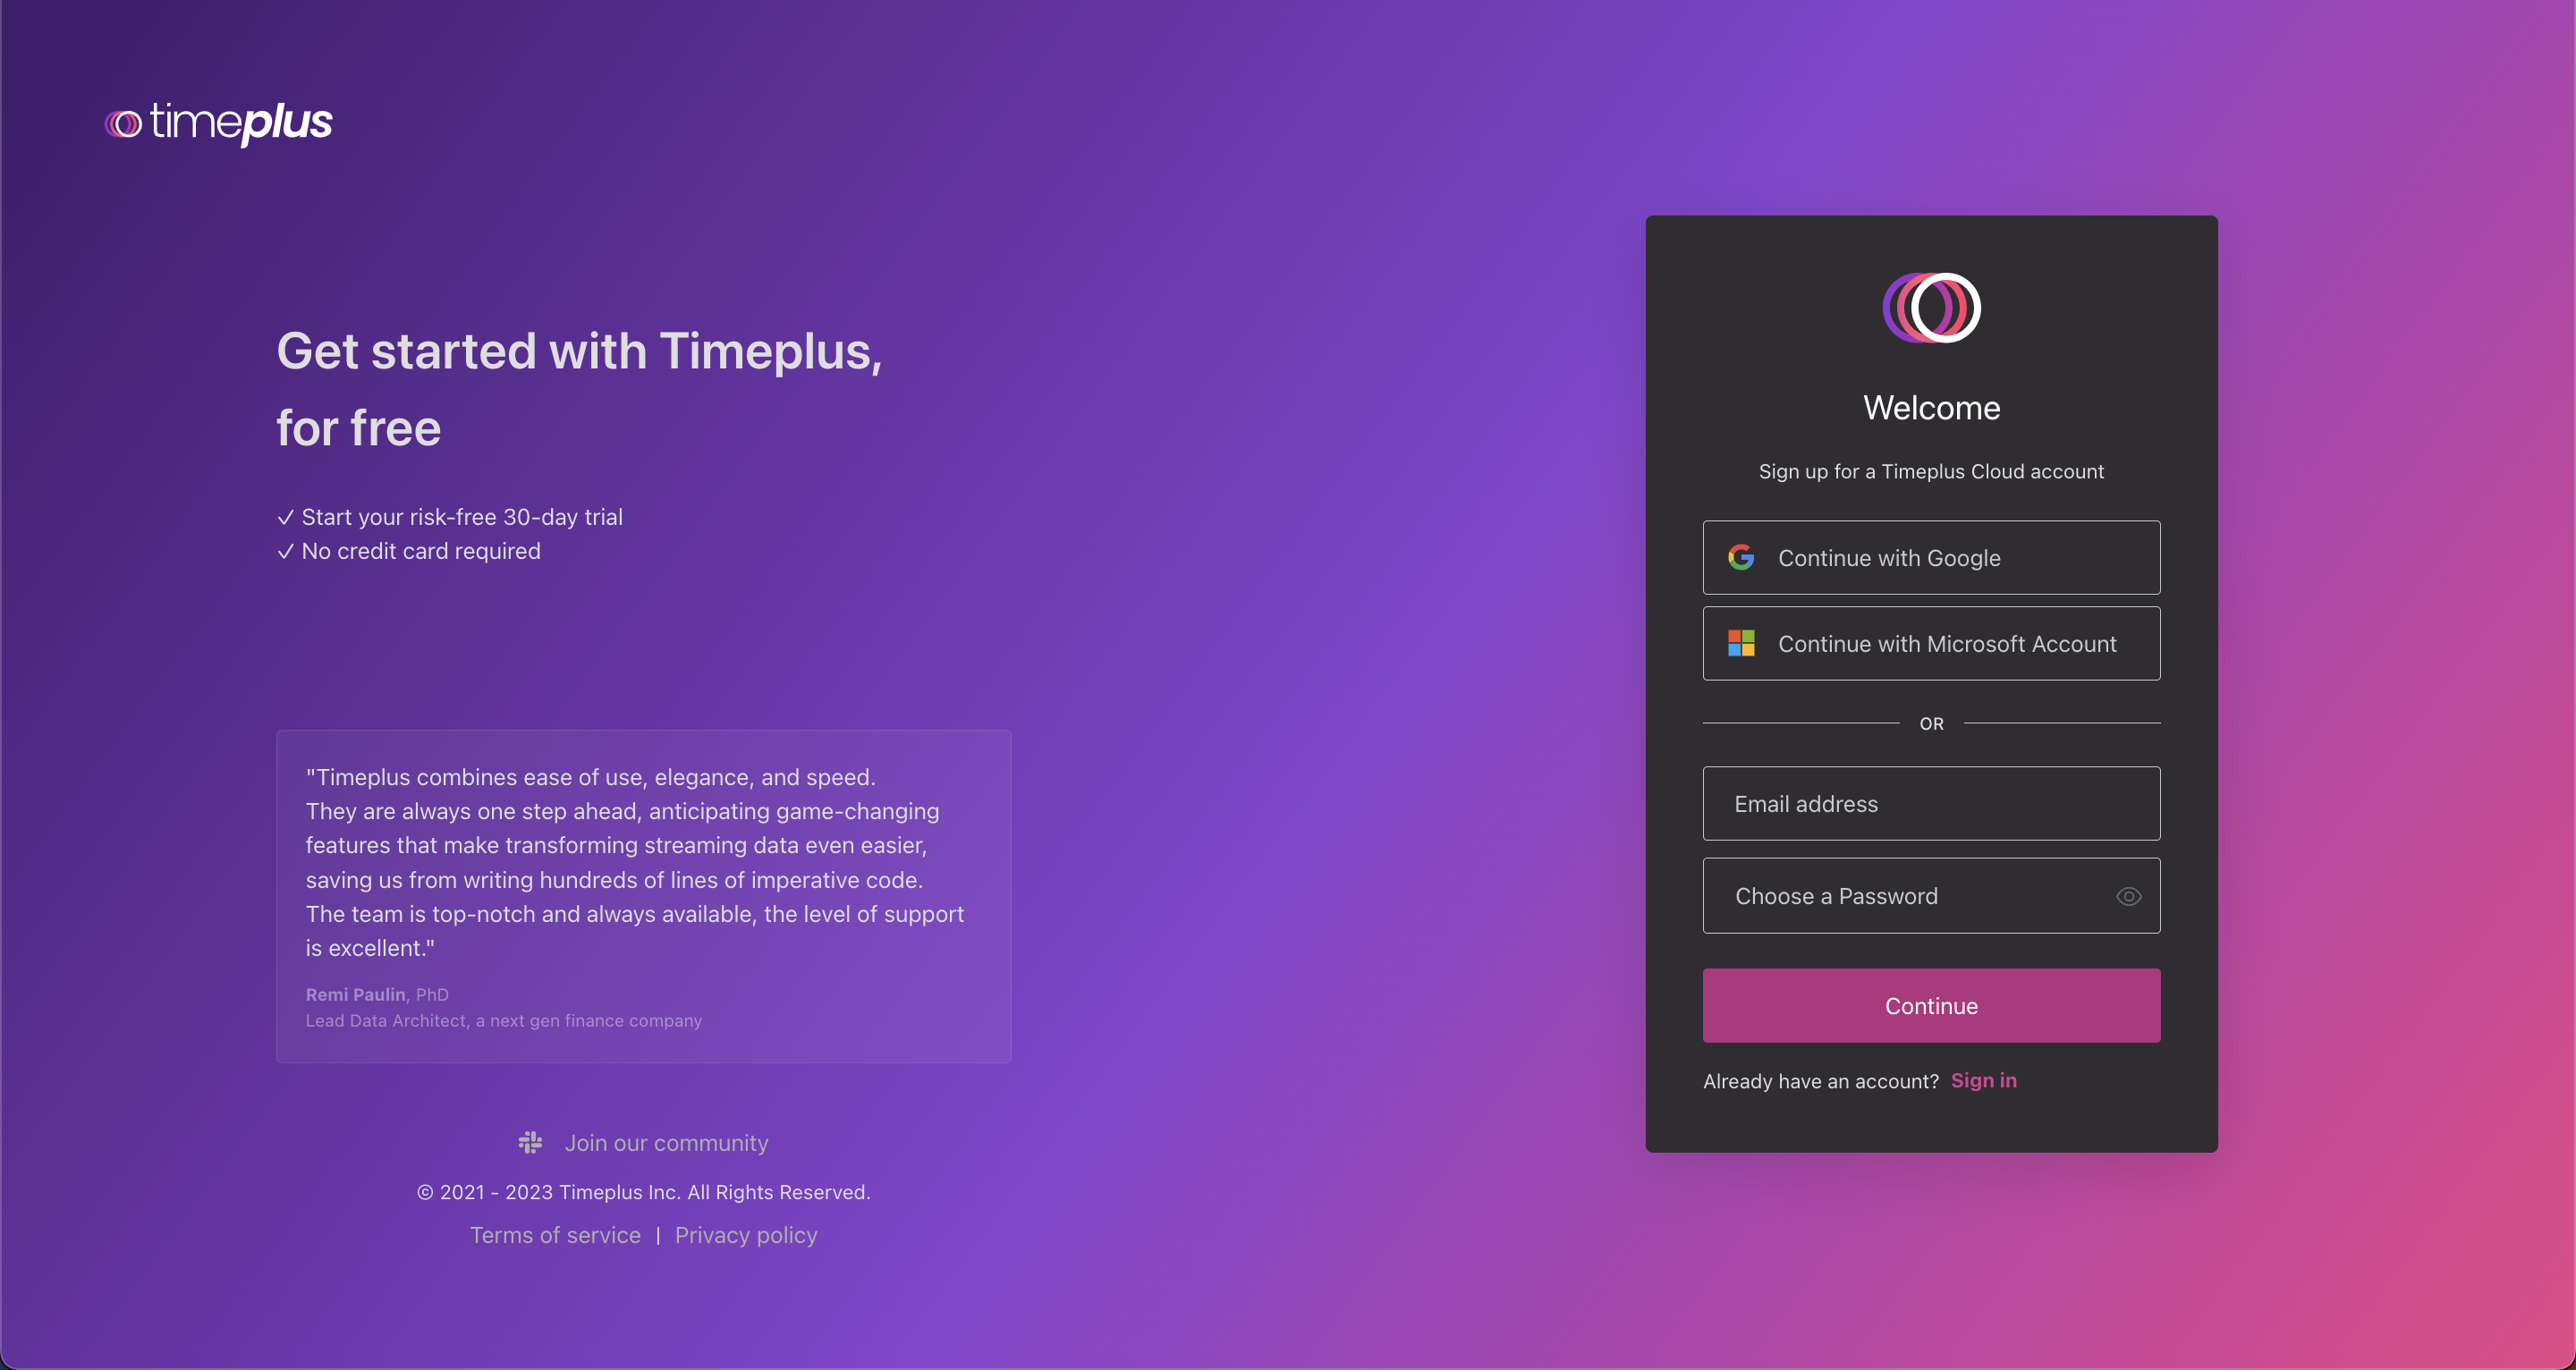 timeplus
Get started with Timeplus,
for free
✓ Start your risk-free 30-day trial
✓ No credit card required
"Timeplus combines ease of use, elegance, and speed.
They are always one step ahead, anticipating game-changing
features that make transforming streaming data even easier,
saving us from writing hundreds of lines of imperative code.
The team is top-notch and always available, the level of support
is excellent."
Remi Paulin, PhD
Lead Data Architect, a next gen finance company
Join our community
© 2021 - 2023 Timeplus Inc. All Rights Reserved.
Terms of service | Privacy policy
Welcome
Sign up for a Timeplus Cloud account
Continue with Google
Continue with Microsoft Account
OR
Email address
Choose a Password
Continue
Already have an account? Sign in